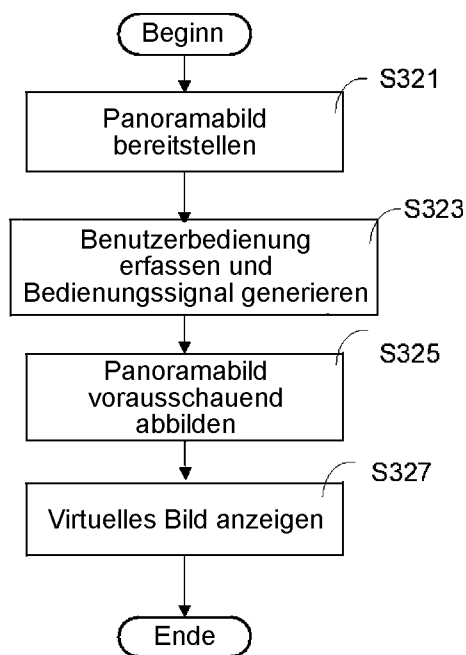 Beginn
S321
Panoramabild
bereitstellen
S323
Benutzerbedienung
erfassen und
Bedienungssignal generieren
S325
Panoramabild
vorausschauend
abbilden
S327
Virtuelles Bild anzeigen
Ende